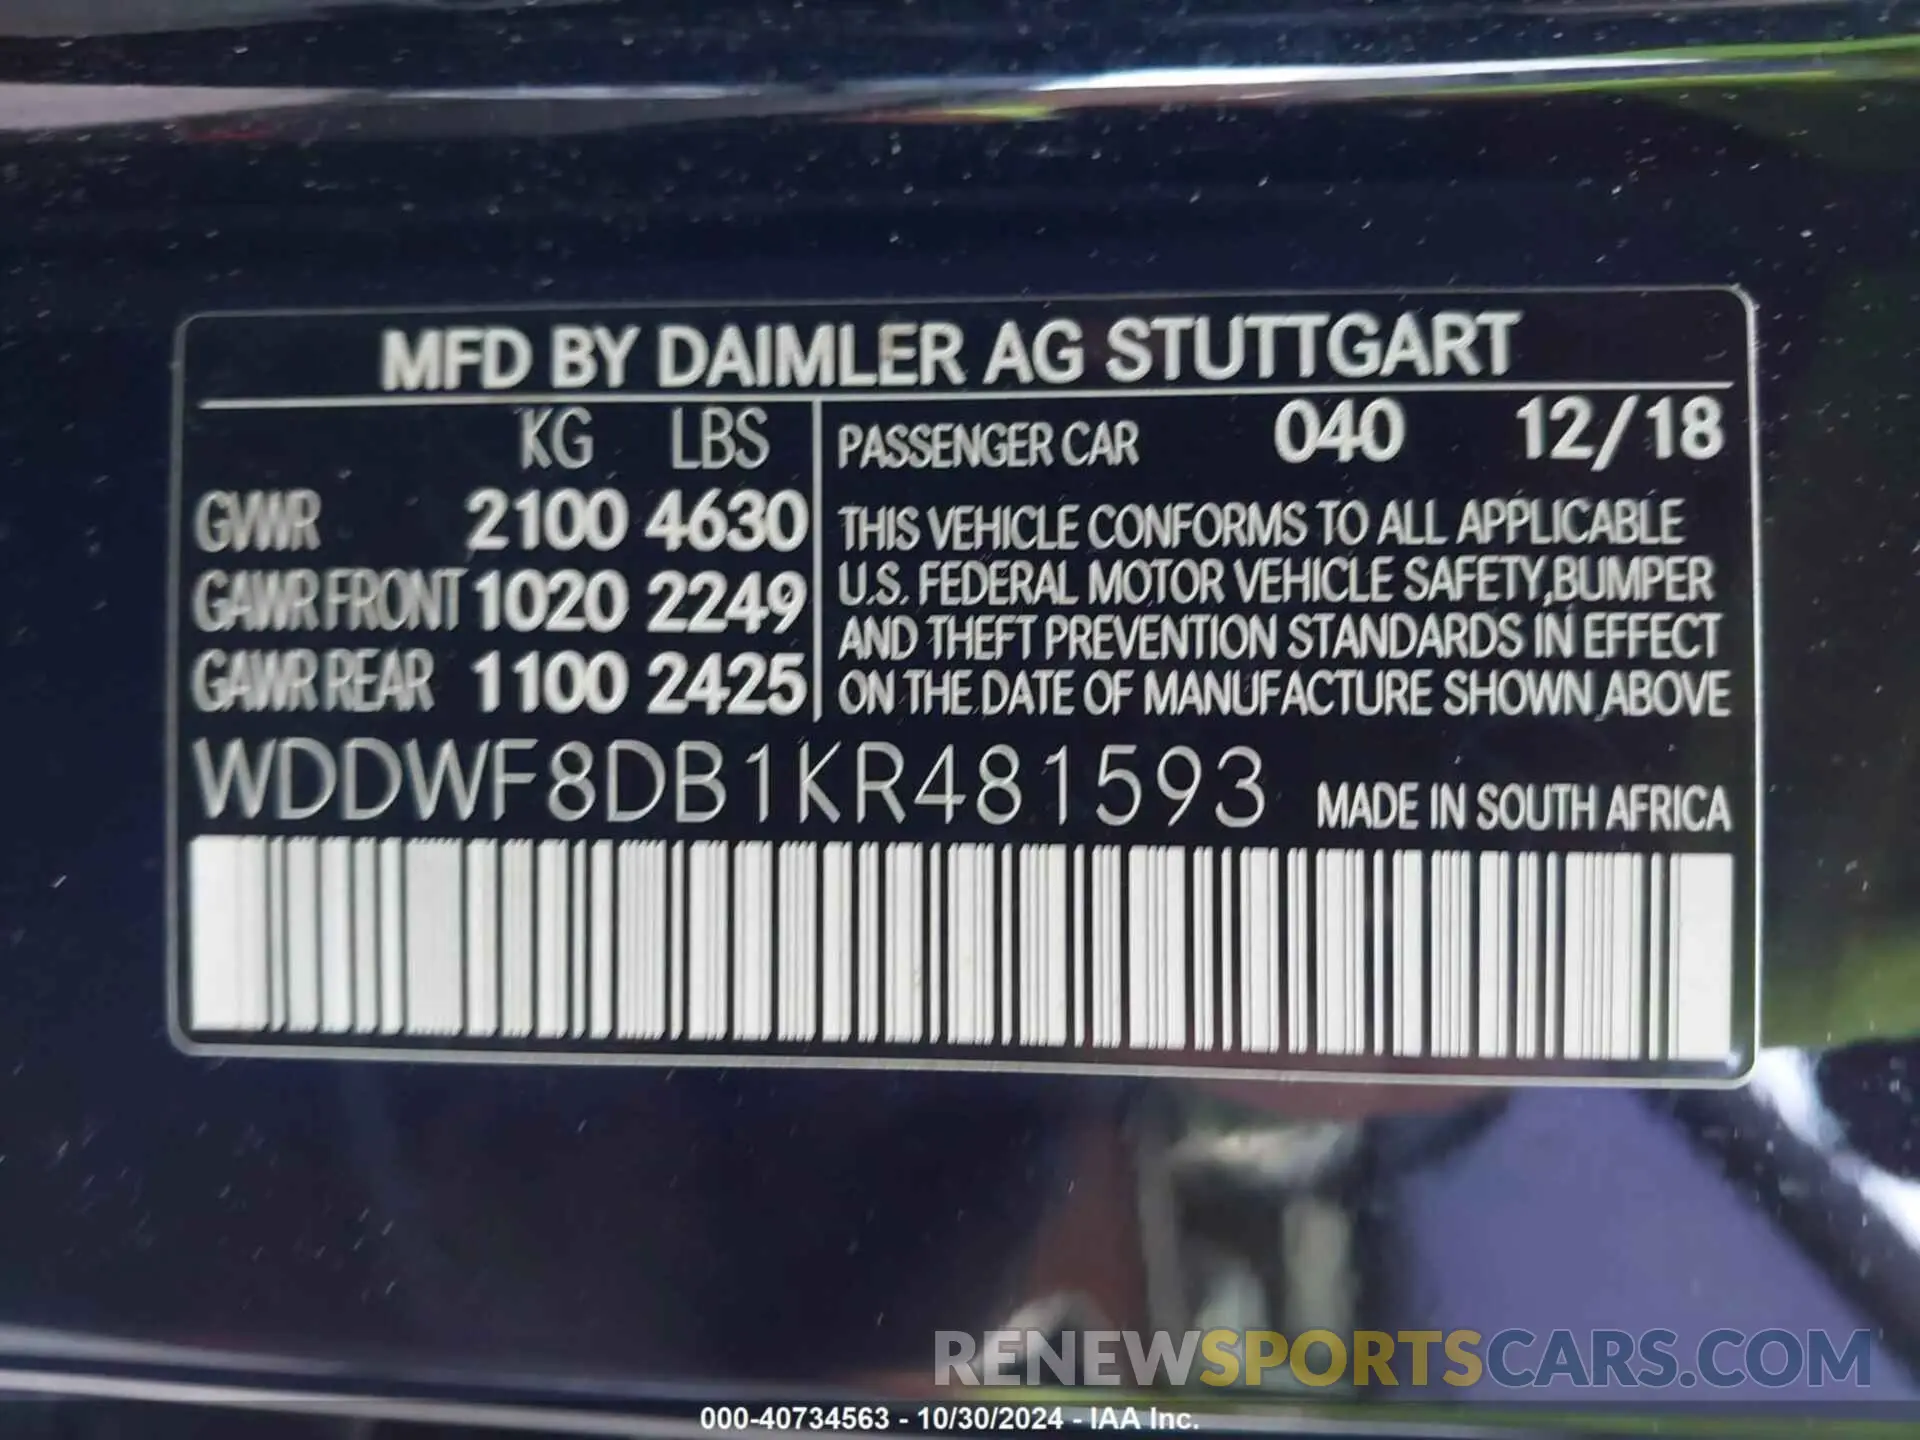 MFD BY DAIMLER AG STUTTGART
KG LBS
GVWR 2100 4630
GAWR FRONT 1020 2249
GAWR REAR 1100 2425
PASSENGER CAR 040 12/18
THIS VEHICLE CONFORMS TO ALL APPLICABLE
U.S. FEDERAL MOTOR VEHICLE SAFETY,BUMPER
AND THEFT PREVENTION STANDARDS IN EFFECT
ON THE DATE OF MANUFACTURE SHOWN ABOVE
WDDWF8DB1KR481593 MADE IN SOUTH AFRICA
RENEWSPORTSCARS.COM
000-40734563 - 10/30/2024 - IAA Inc.